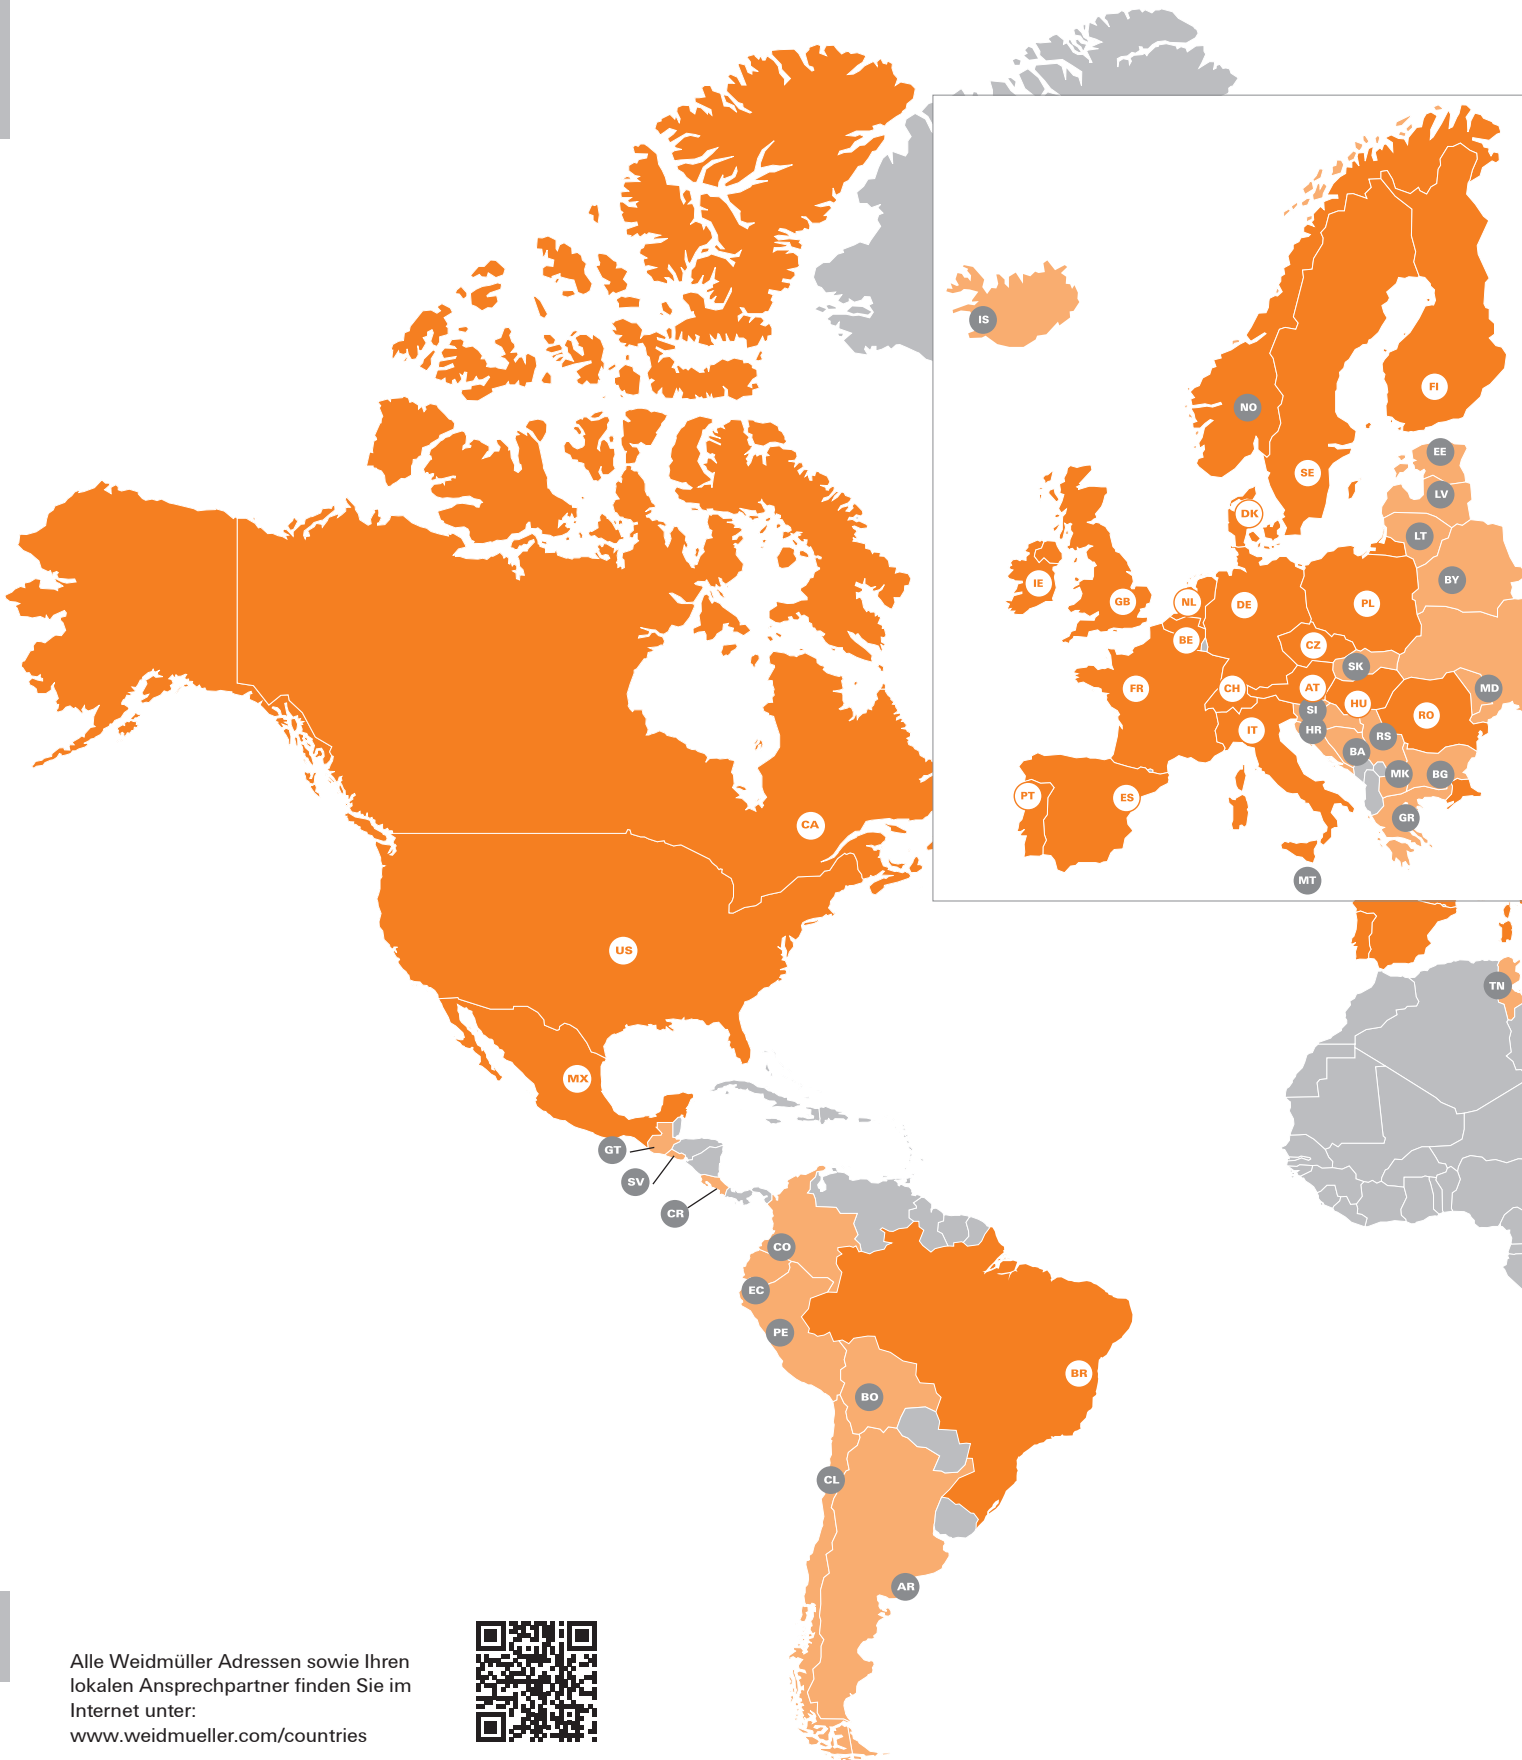 IS
NO
FI
EE
SE
LV
DK
LT
BY
IE
GB
NL
DE
PL
BE
CZ
SK
FR
CH
AT
MD
HU
SI
RO
IT
HR
RS
BA
MK
BG
PT
ES
GR
MT
CA
US
TN
MX
GT
SV
CR
CO
EC
PE
BR
BO
CL
AR
Alle Weidmüller Adressen sowie Ihren
lokalen Ansprechpartner finden Sie im
Internet unter:
www.weidmueller.com/countries